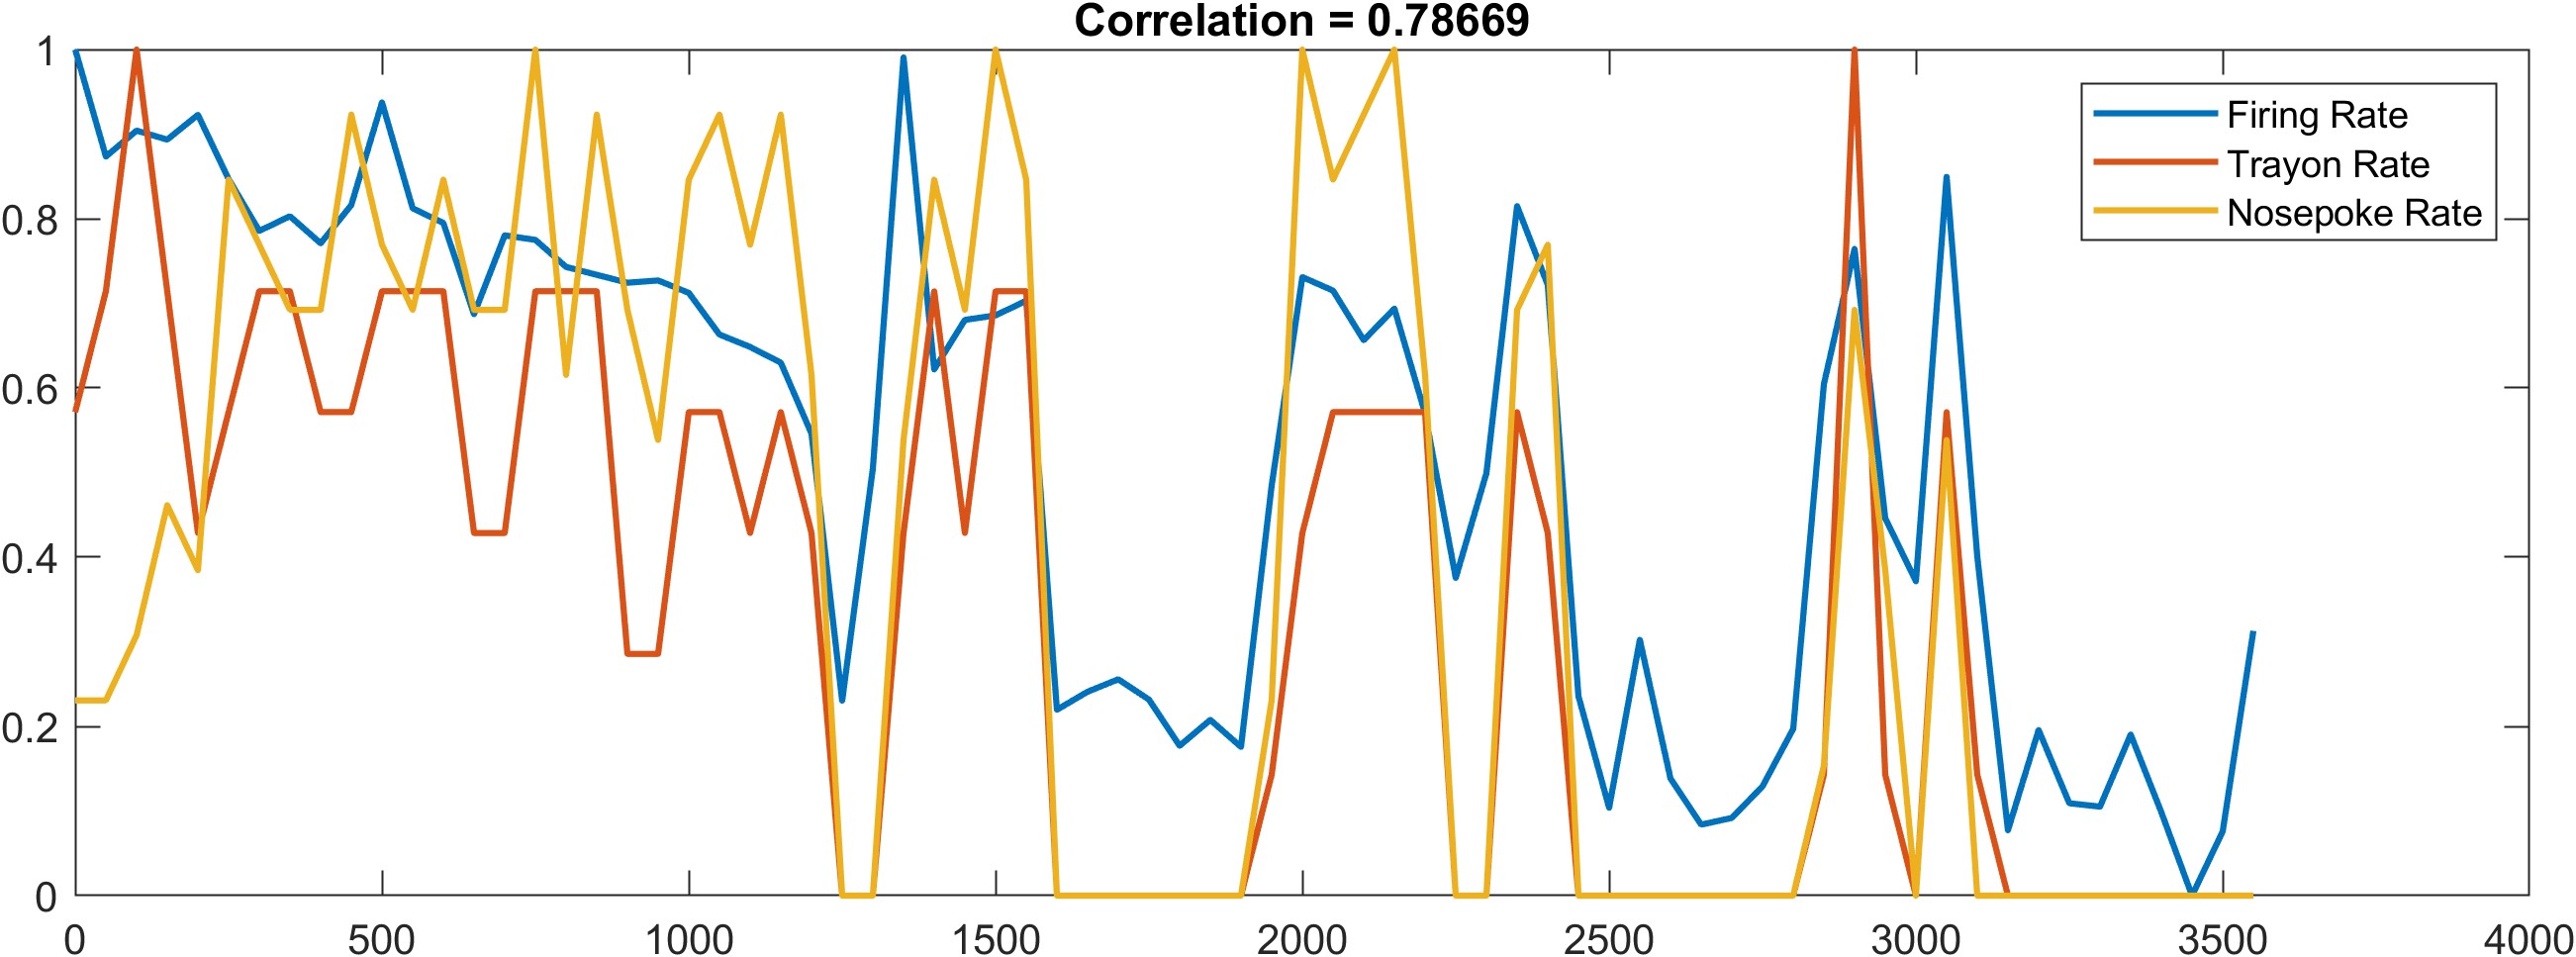 Correlation = 0.78669
1
0.8
0.6
0.4
0.2
0
Firing Rate
Trayon Rate
Nosepoke Rate
0 500 1000 1500 2000 2500 3000 3500 4000